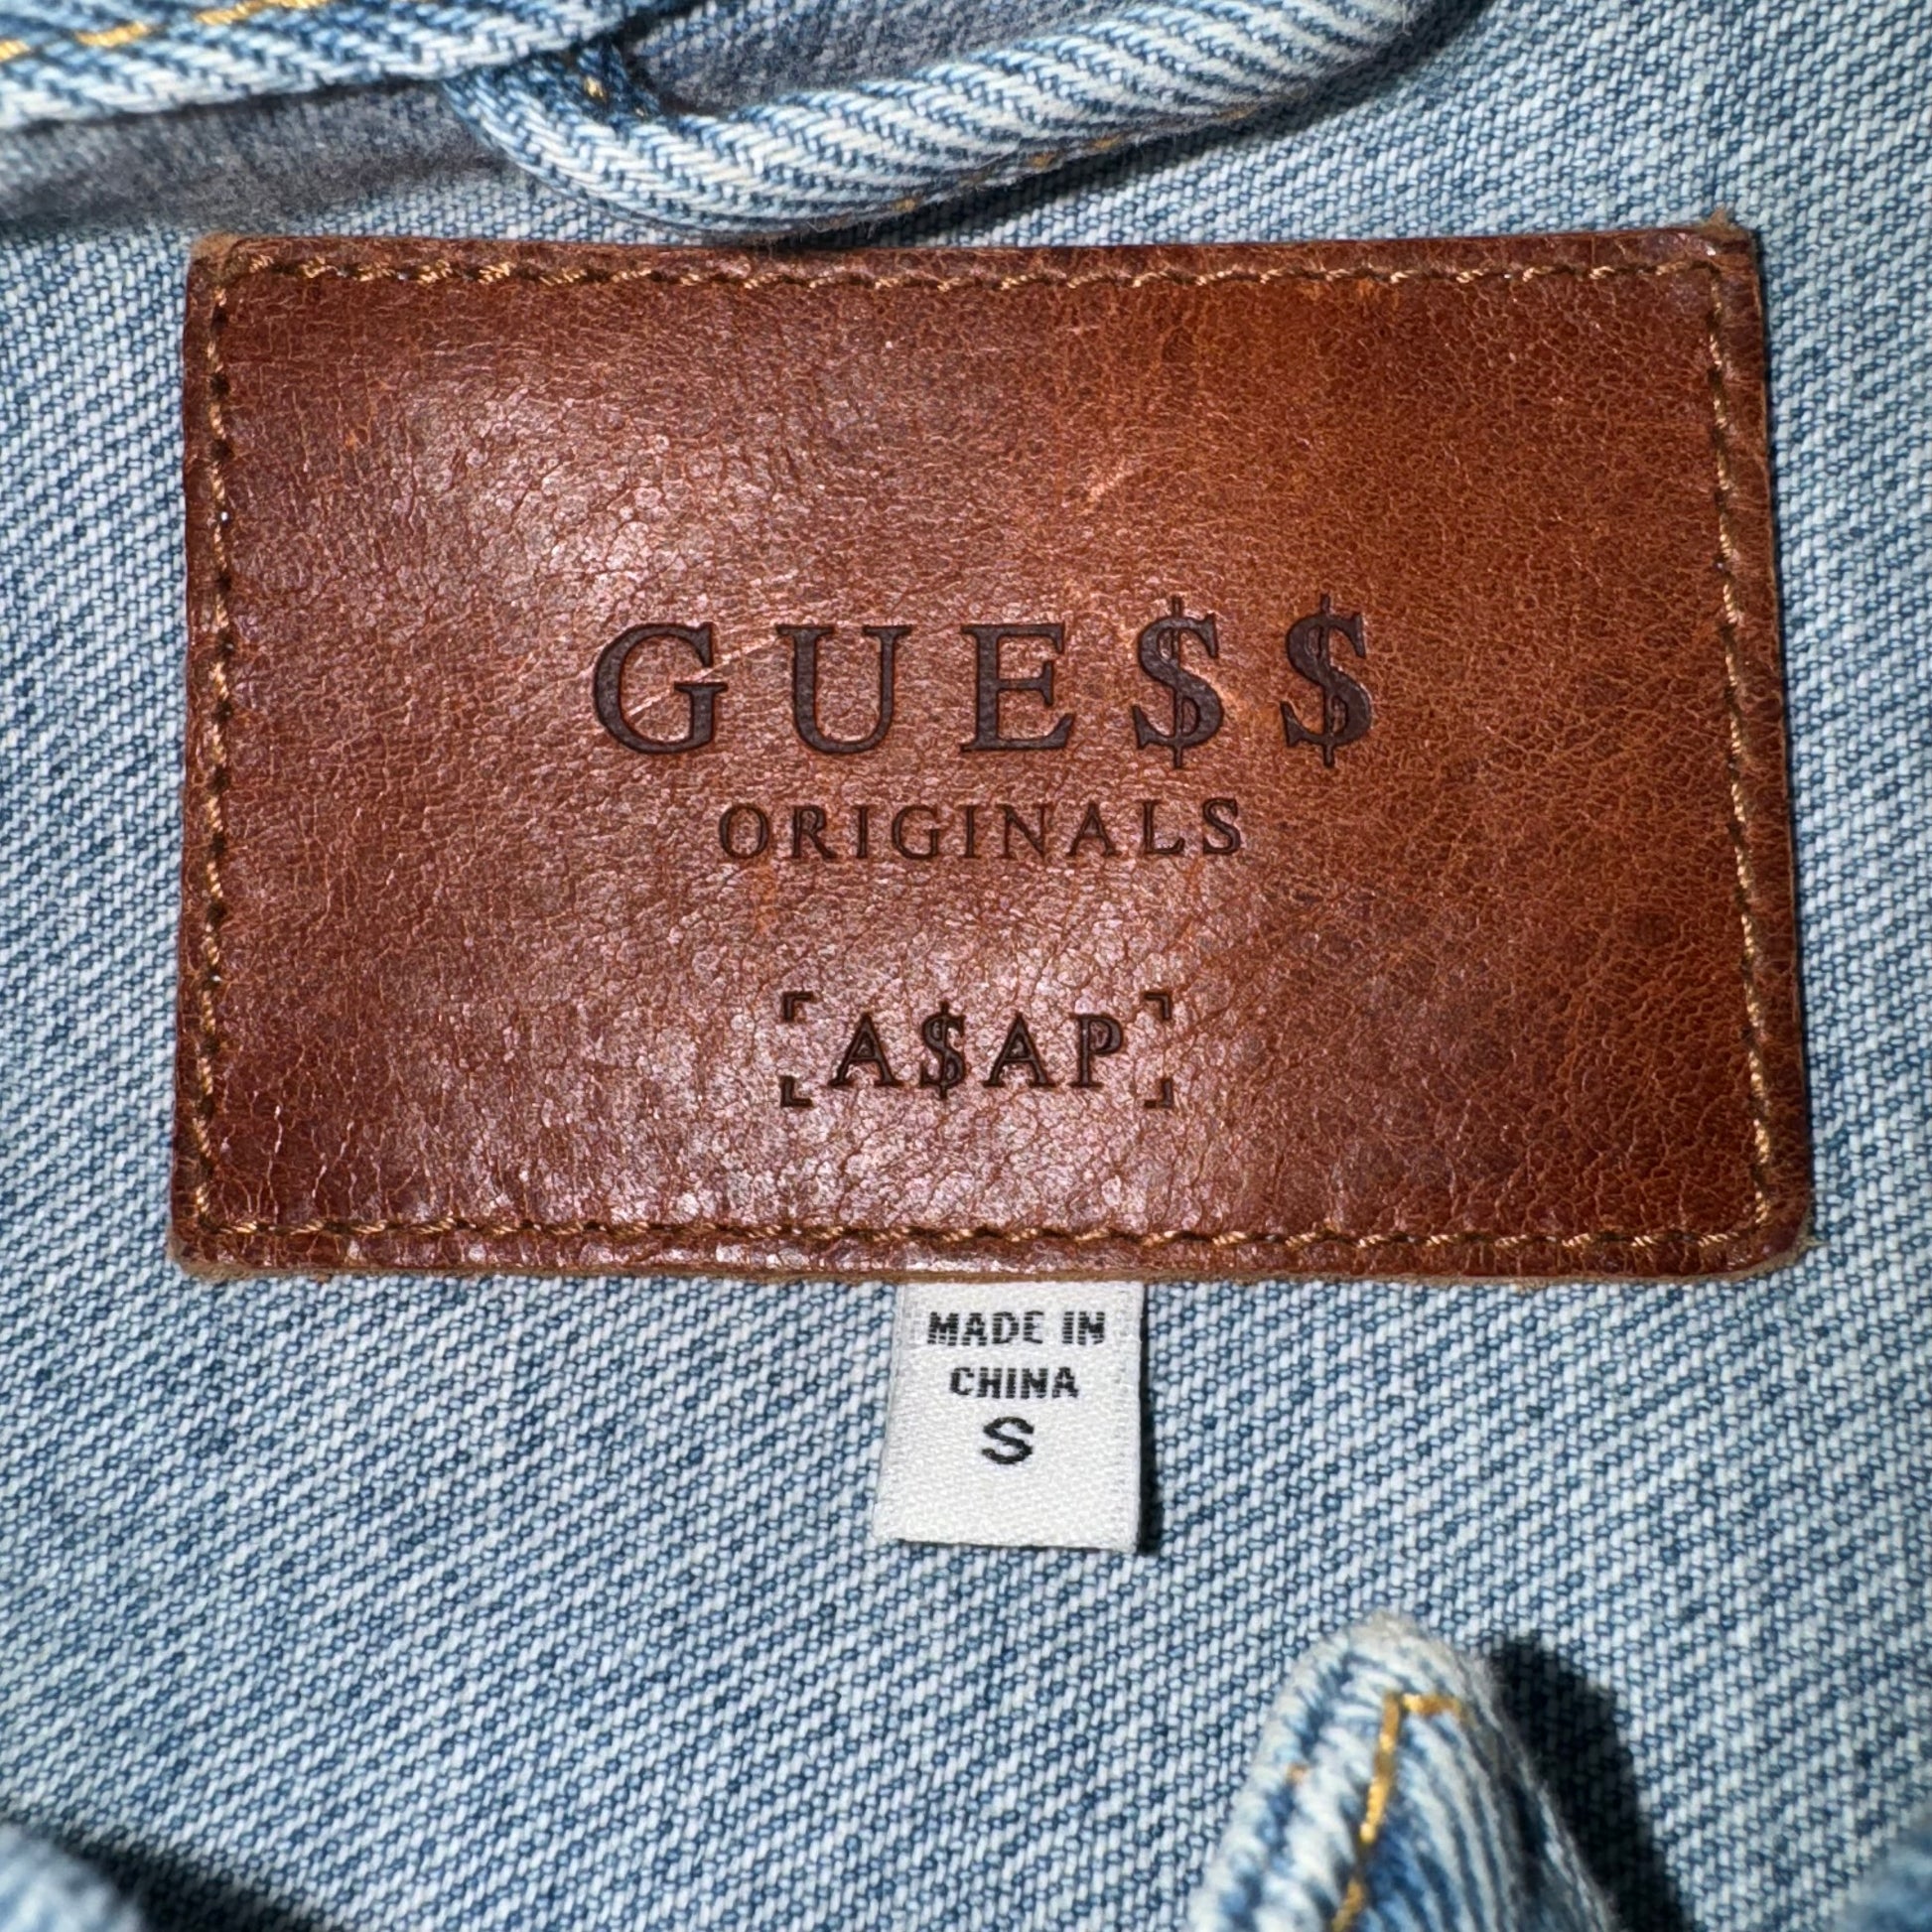 GUE$$
ORIGINALS
A$AP
MADE IN
CHINA
S